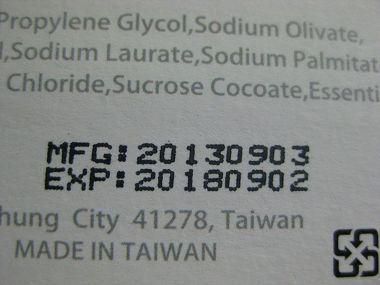 Propylene Glycol,Sodium Olivate,
,Sodium Laurate,Sodium Palmitat
Chloride,Sucrose Cocoate,Essenti
MFG:20130903
EXP:20180902
hung City 41278, Taiwan
MADE IN TAIWAN